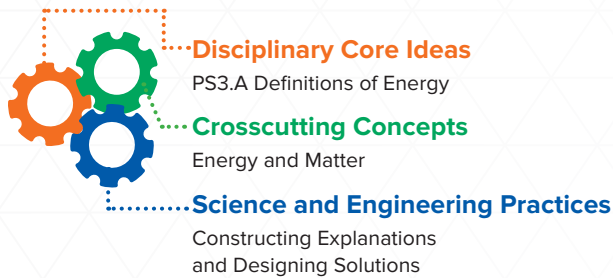 Disciplinary Core Ideas
PS3.A Definitions of Energy
Crosscutting Concepts
Energy and Matter
Science and Engineering Practices
Constructing Explanations
and Designing Solutions